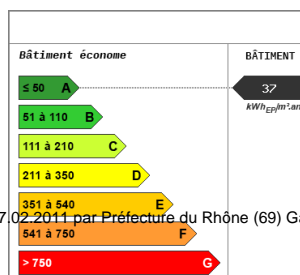 Bâtiment économe BÂTIMENT
≤ 50 A 37
51 à 110 B kWhEP/m².an
111 à 210 C
211 à 350 D
351 à 540 E
7.02.2011 par Préfecture du Rhône (69)
541 à 750 F
> 750 G